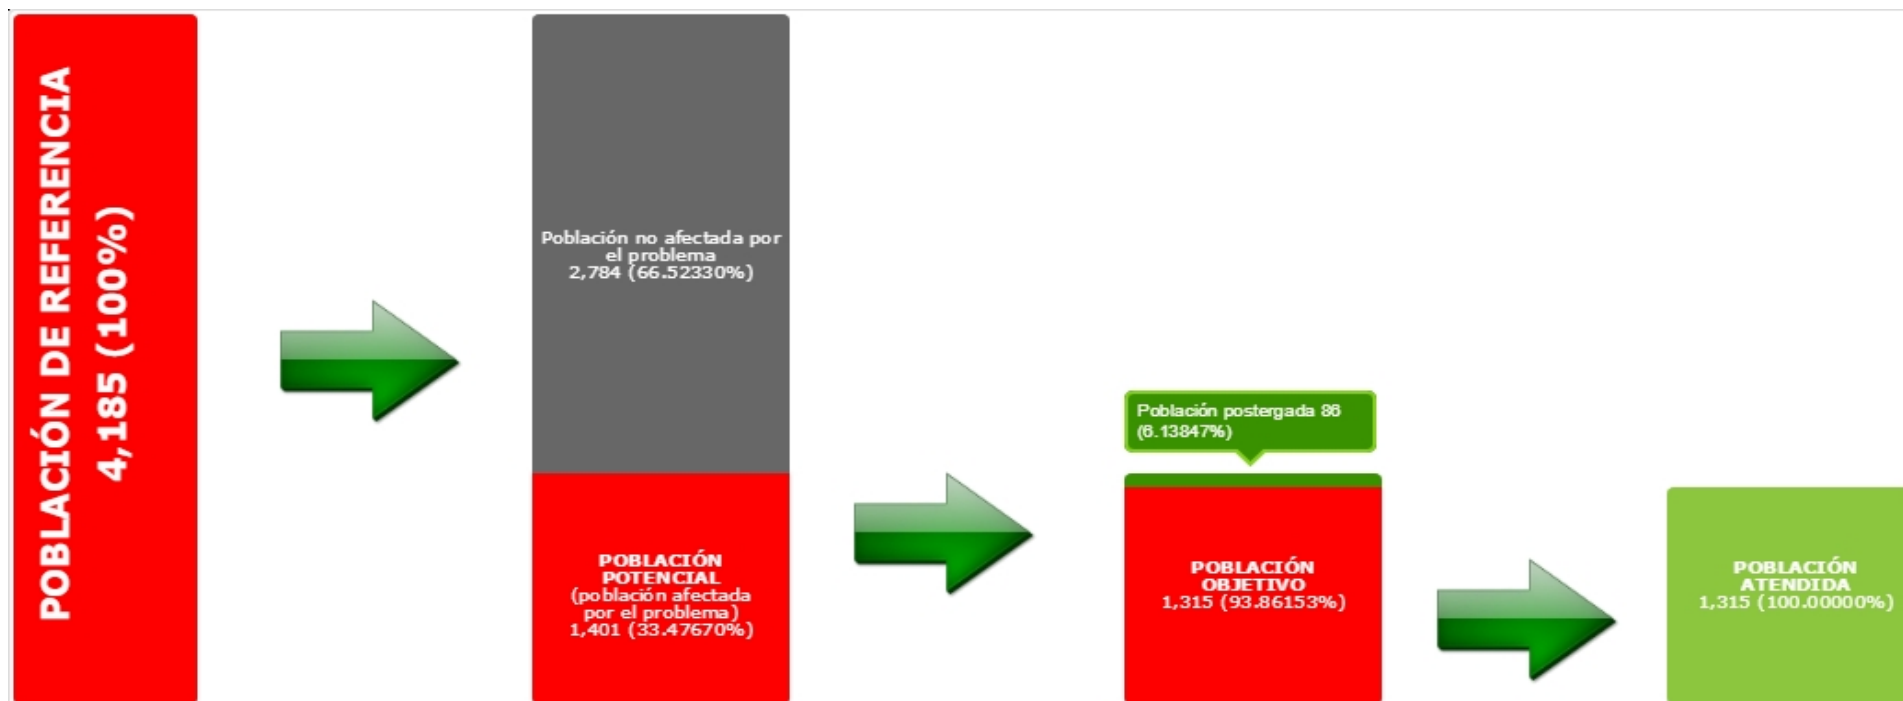 POBLACIÓN DE REFERENCIA
4,185 (100%)
Población no afectada por
el problema
2,784 (66.52330%)
POBLACIÓN
POTENCIAL
(población afectada
por el problema)
1,401 (33.47670%)
Población postergada 86
(6.13847%)
POBLACIÓN
OBJETIVO
1,315 (93.86153%)
POBLACIÓN
ATENDIDA
1,315 (100.00000%)